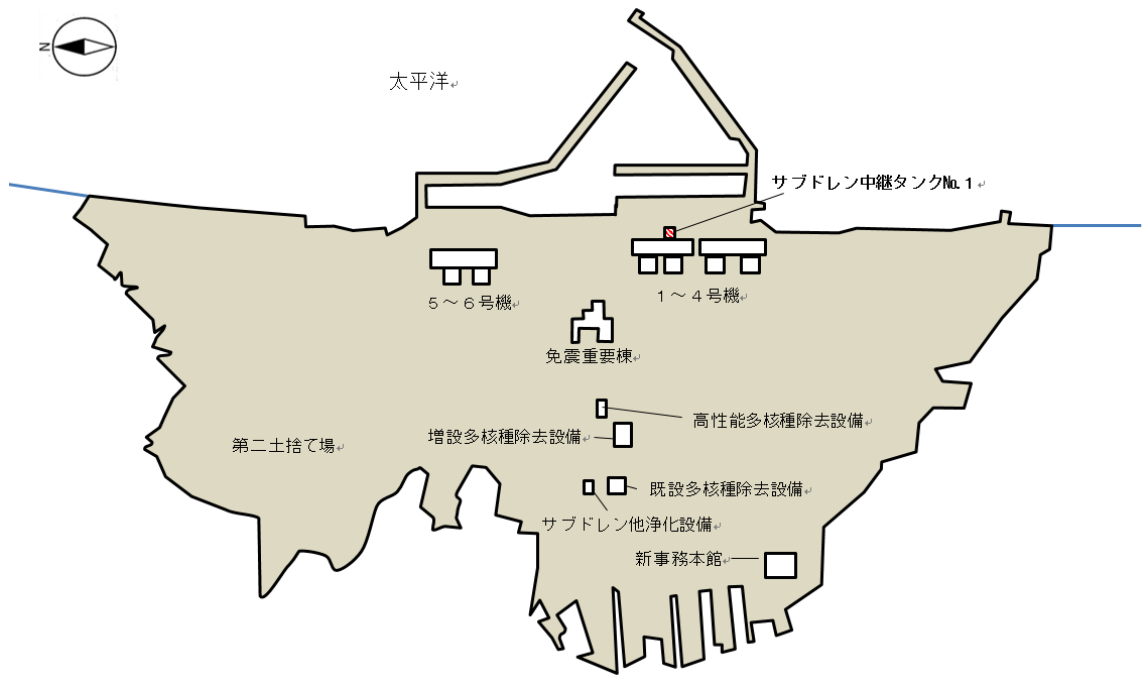 N
太平洋
サブドレン中継タンク№1
5～6号機
1～4号機
免震重要棟
高性能多核種除去設備
増設多核種除去設備
第二土捨て場
既設多核種除去設備
サブドレン他浄化設備
新事務本館